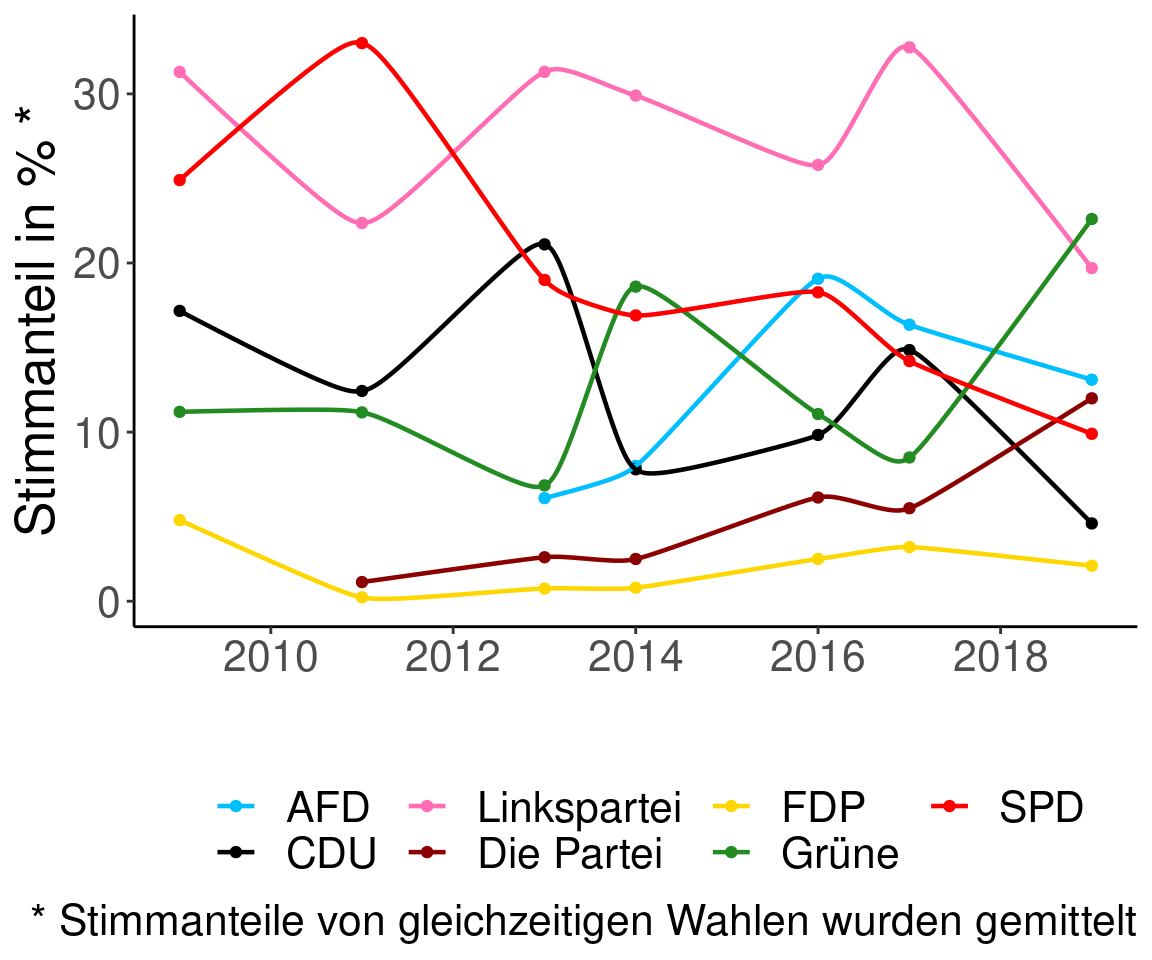 Stimmanteil in % *
30
20
10
0
2010 2012 2014 2016 2018
AFD Linkspartei FDP SPD
CDU Die Partei Grüne
* Stimmanteile von gleichzeitigen Wahlen wurden gemittelt